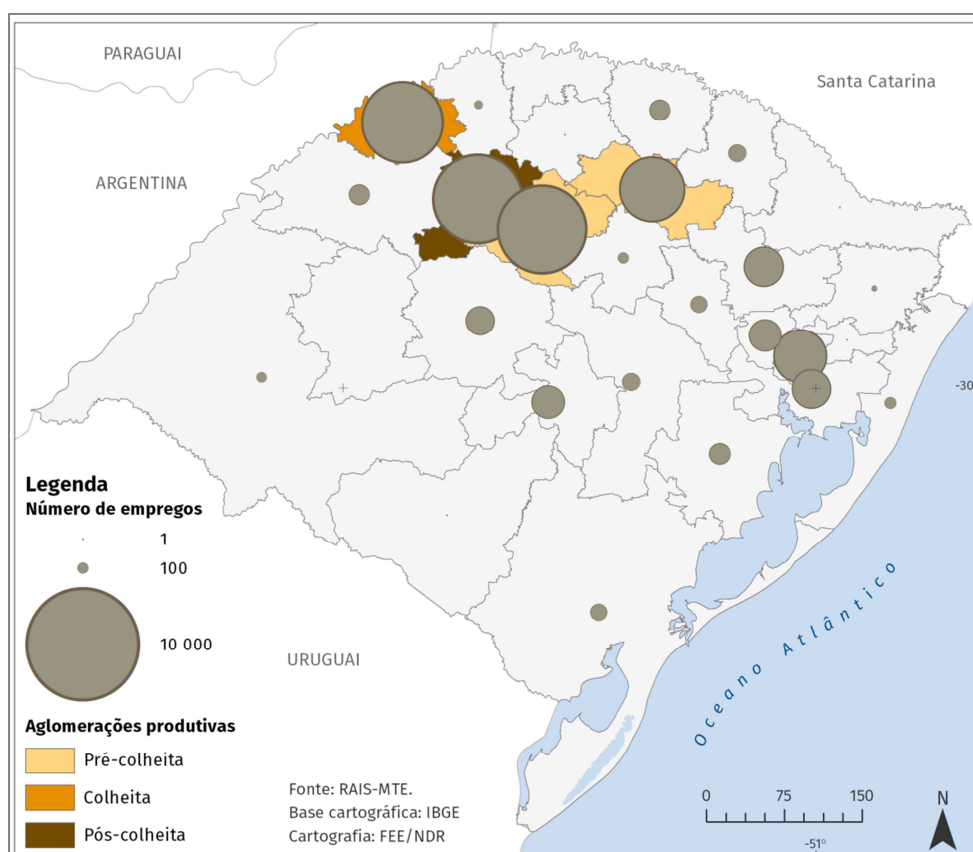 PARAGUAI
Santa Catarina
ARGENTINA
-30
Legenda
Número de empregos
1
100
10 000
URUGUAI
Oceano Atlântico
Aglomerações produtivas
Pré-colheita
Colheita
Pós-colheita
Fonte: RAIS-MTE.
Base cartográfica: IBGE
Cartografia: FEE/NDR
0 75 150
N
-51°